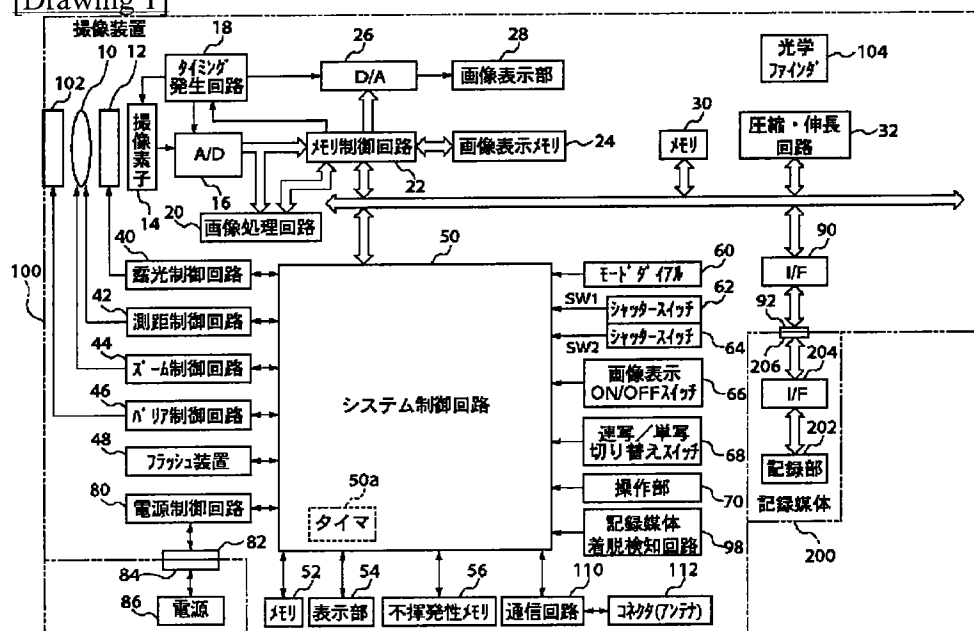 [Drawing 1]
撮像装置
102
10
12
18
タイミング
発生回路
26
D/A
28
画像表示部
光学
ファインダ
104
撮像素子
14
A/D
16
メモリ制御回路
22
画像表示メモリ
24
30
メモリ
圧縮・伸長
回路
32
20
画像処理回路
100
40
露光制御回路
42
測距制御回路
44
ズーム制御回路
46
バリア制御回路
48
フラッシュ装置
80
電源制御回路
82
84
86
電源
50
システム制御回路
50a
タイマ
モードダイアル
60
SW1
シャッタースイッチ
62
SW2
シャッタースイッチ
64
画像表示
ON/OFFスイッチ
66
連写/単写
切り替えスイッチ
68
操作部
70
記録媒体
着脱検知回路
98
90
I/F
92
206
204
I/F
202
記録部
記録媒体
200
52
メモリ
54
表示部
56
不揮発性メモリ
110
通信回路
112
コネクタ(アンテナ)